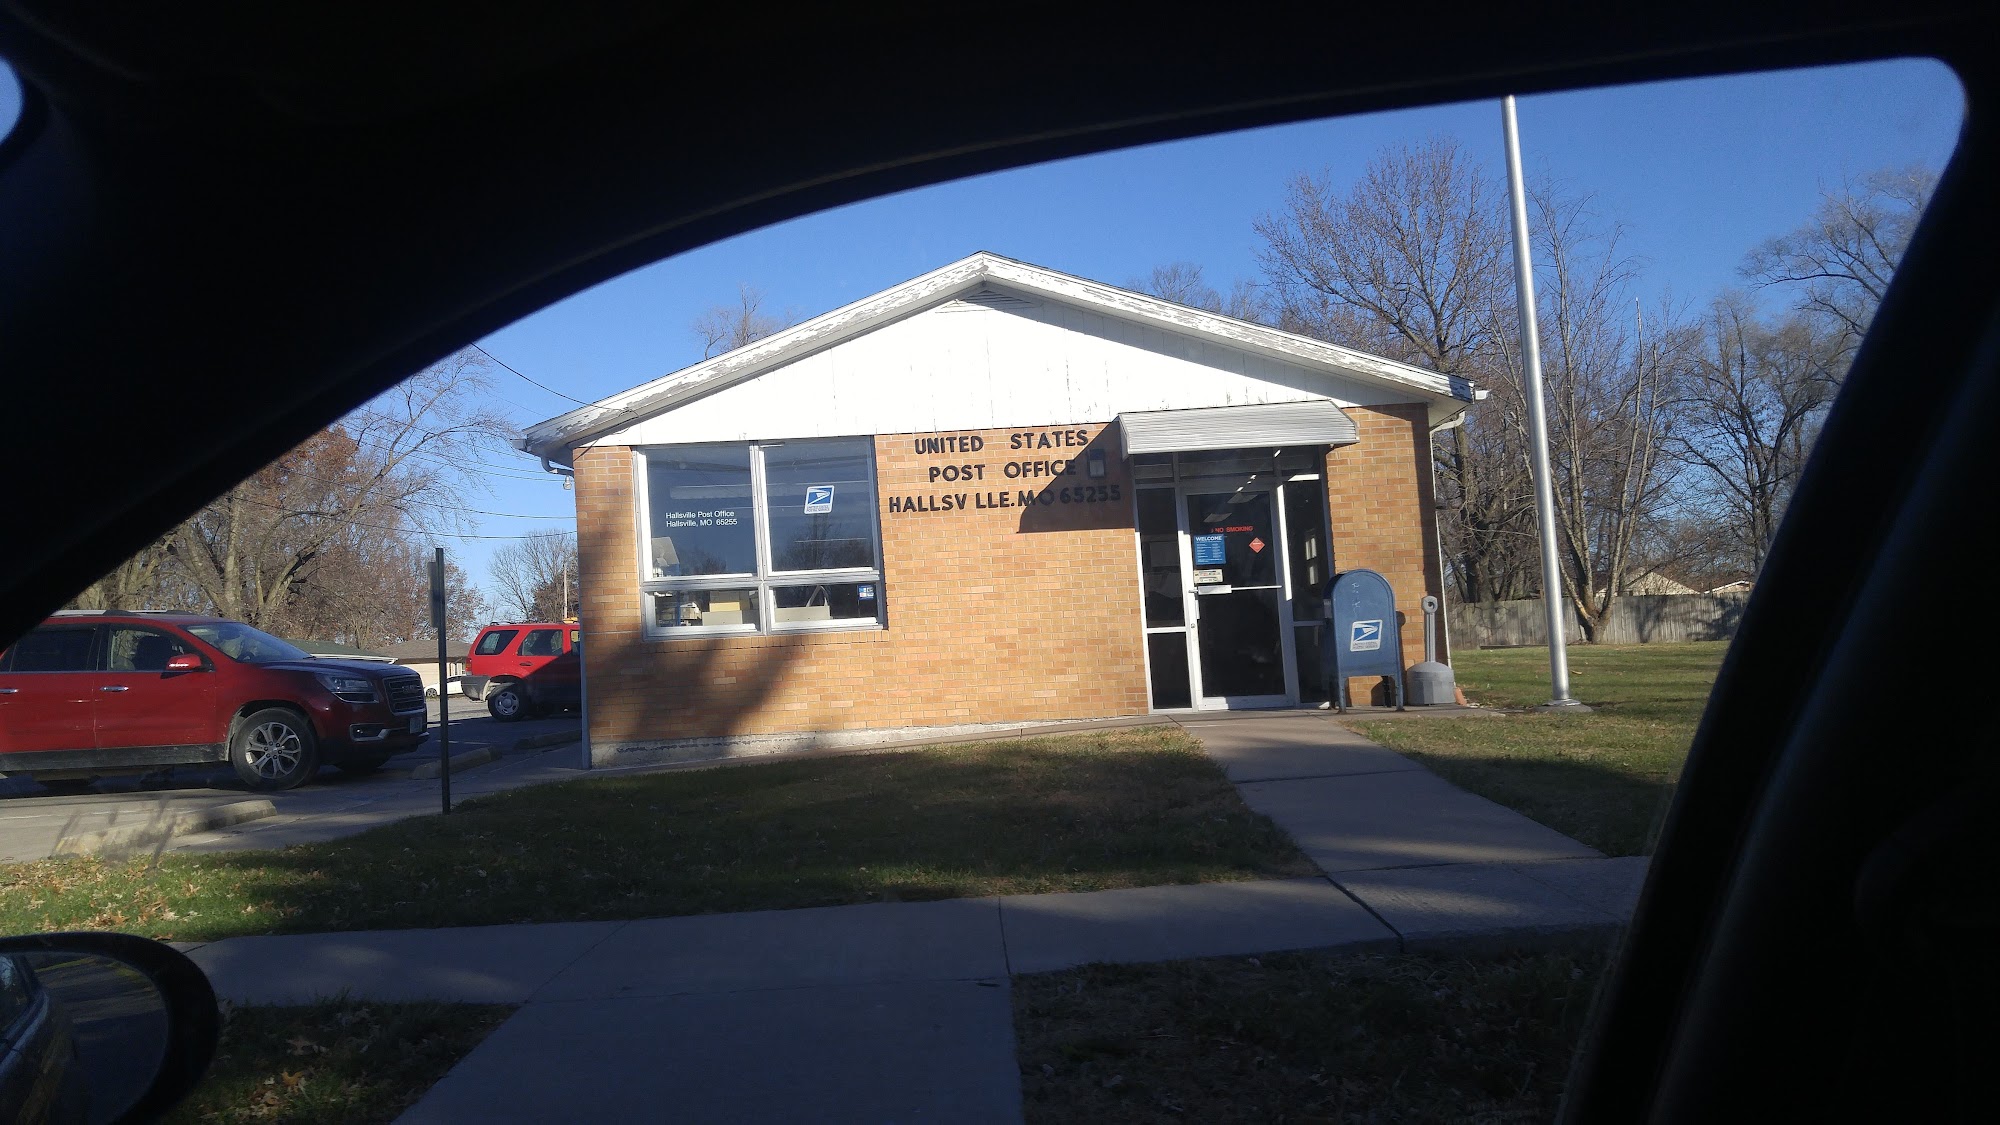 UNITED STATES
POST OFFICE
HALLSV LLE.MO 65255
Hallsville Post Office
Hallsville, MO 65255
NO SMOKING
WELCOME